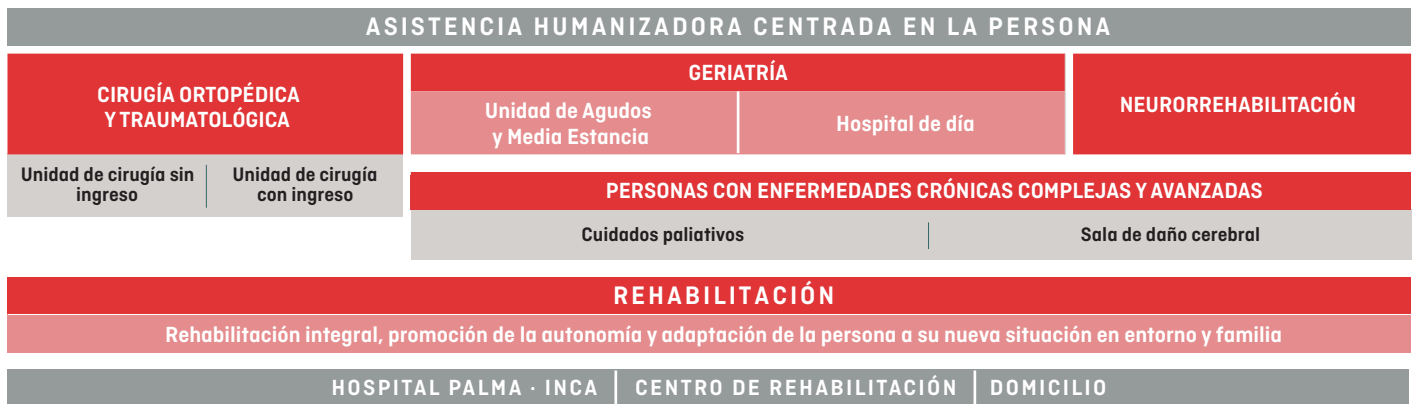 ASISTENCIA HUMANIZADORA CENTRADA EN LA PERSONA
CIRUGÍA ORTOPÉDICA
Y TRAUMATOLÓGICA
Unidad de cirugía sin
ingreso
Unidad de cirugía
con ingreso
GERIATRÍA
Unidad de Agudos
y Media Estancia
Hospital de día
NEURORREHABILITACIÓN
PERSONAS CON ENFERMEDADES CRÓNICAS COMPLEJAS Y AVANZADAS
Cuidados paliativos
Sala de daño cerebral
REHABILITACIÓN
Rehabilitación integral, promoción de la autonomía y adaptación de la persona a su nueva situación en entorno y familia
HOSPITAL PALMA · INCA | CENTRO DE REHABILITACIÓN | DOMICILIO